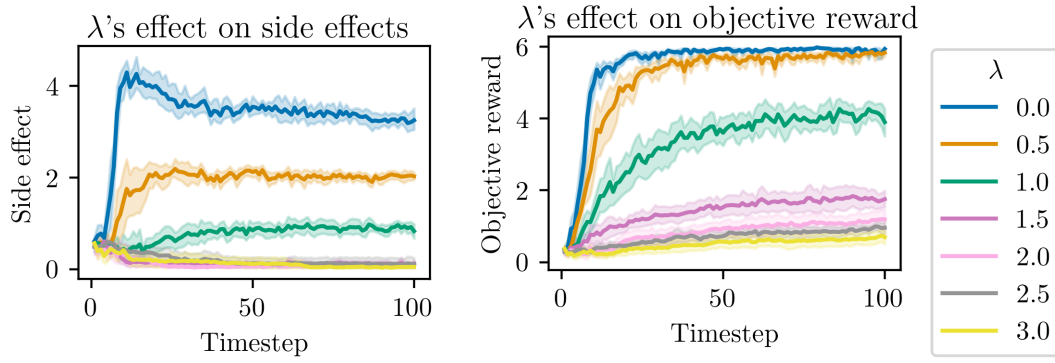 λ's effect on side effects
Side effect
4
2
0
0
50
100
Timestep
λ's effect on objective reward
Objective reward
6
4
2
0
0
50
100
Timestep
λ
0.0
0.5
1.0
1.5
2.0
2.5
3.0